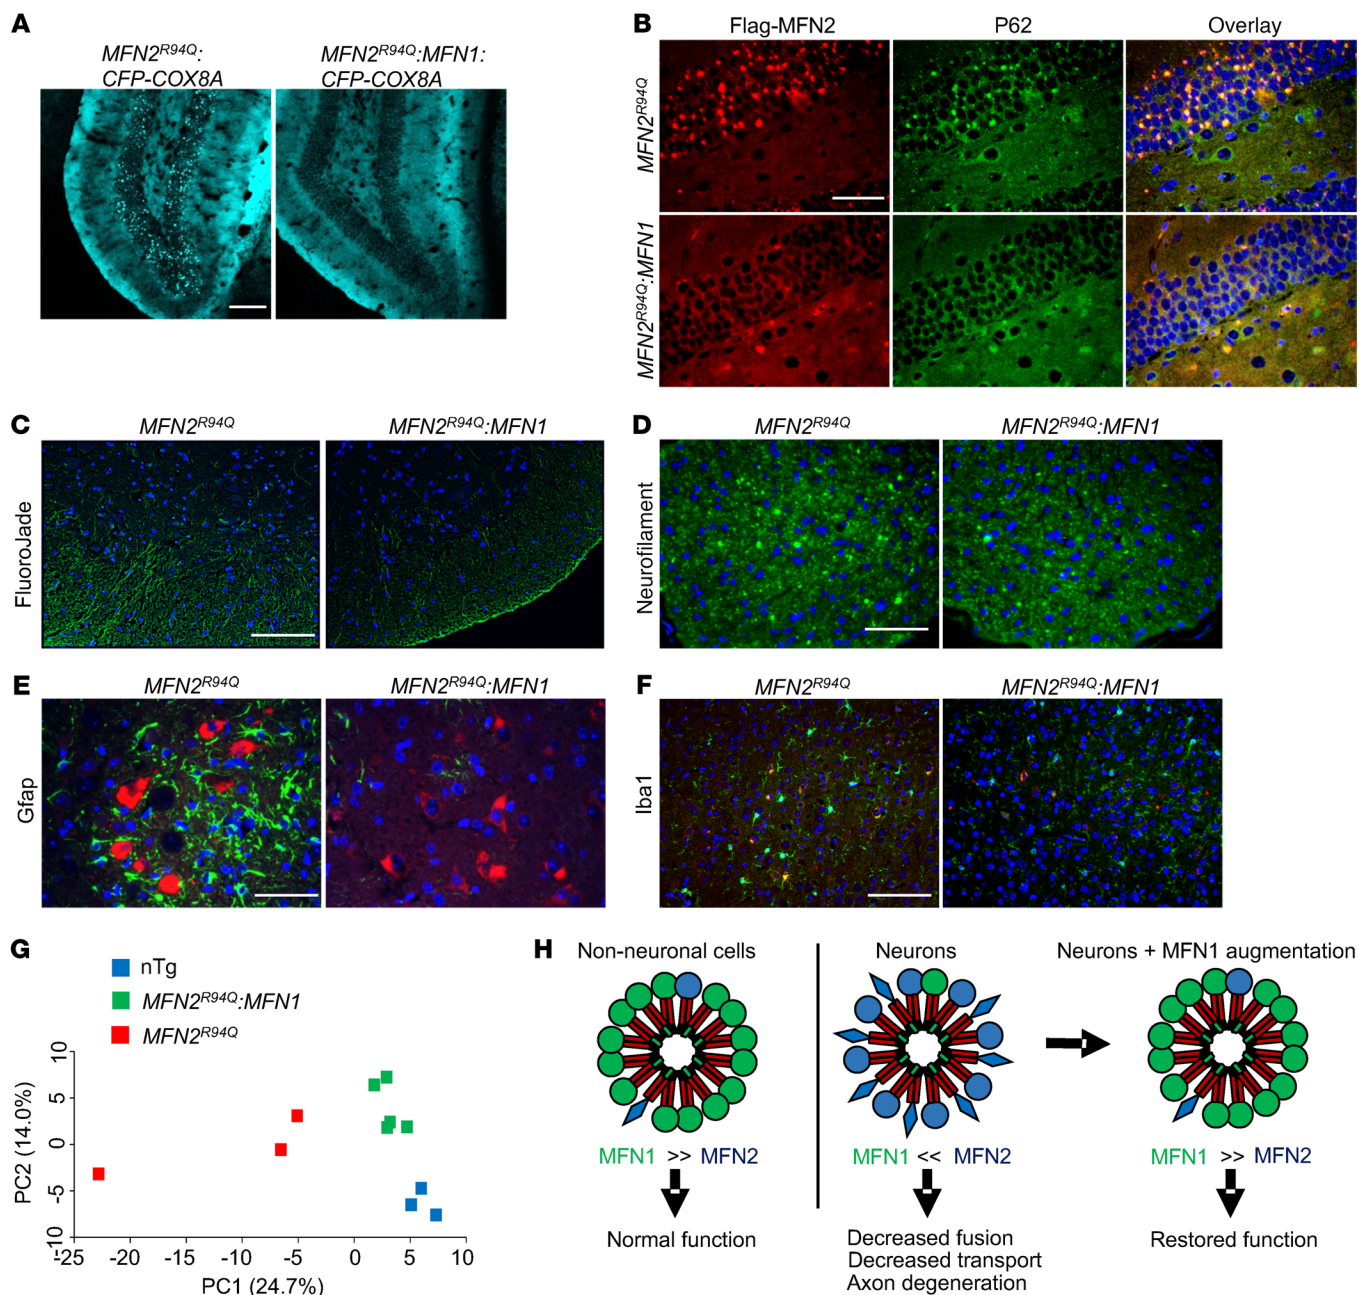 A
MFN2R94Q:
CFP-COX8A
MFN2R94Q:MFN1:
CFP-COX8A
B
Flag-MFN2
P62
Overlay
MFN2R94Q
MFN2R94Q:MFN1
C
MFN2R94Q
MFN2R94Q:MFN1
FluoroJade
D
MFN2R94Q
MFN2R94Q:MFN1
Neurofilament
E
MFN2R94Q
MFN2R94Q:MFN1
Gfap
F
MFN2R94Q
MFN2R94Q:MFN1
Iba1
G
nTg
MFN2R94Q:MFN1
MFN2R94Q
PC2 (14.0%)
10
5
0
-5
-10
-25
-20
-15
-10
-5
0
5
10
PC1 (24.7%)
H
Non-neuronal cells
Neurons
Neurons + MFN1 augmentation
MFN1 >> MFN2
MFN1 << MFN2
MFN1 >> MFN2
Normal function
Decreased fusion
Decreased transport
Axon degeneration
Restored function